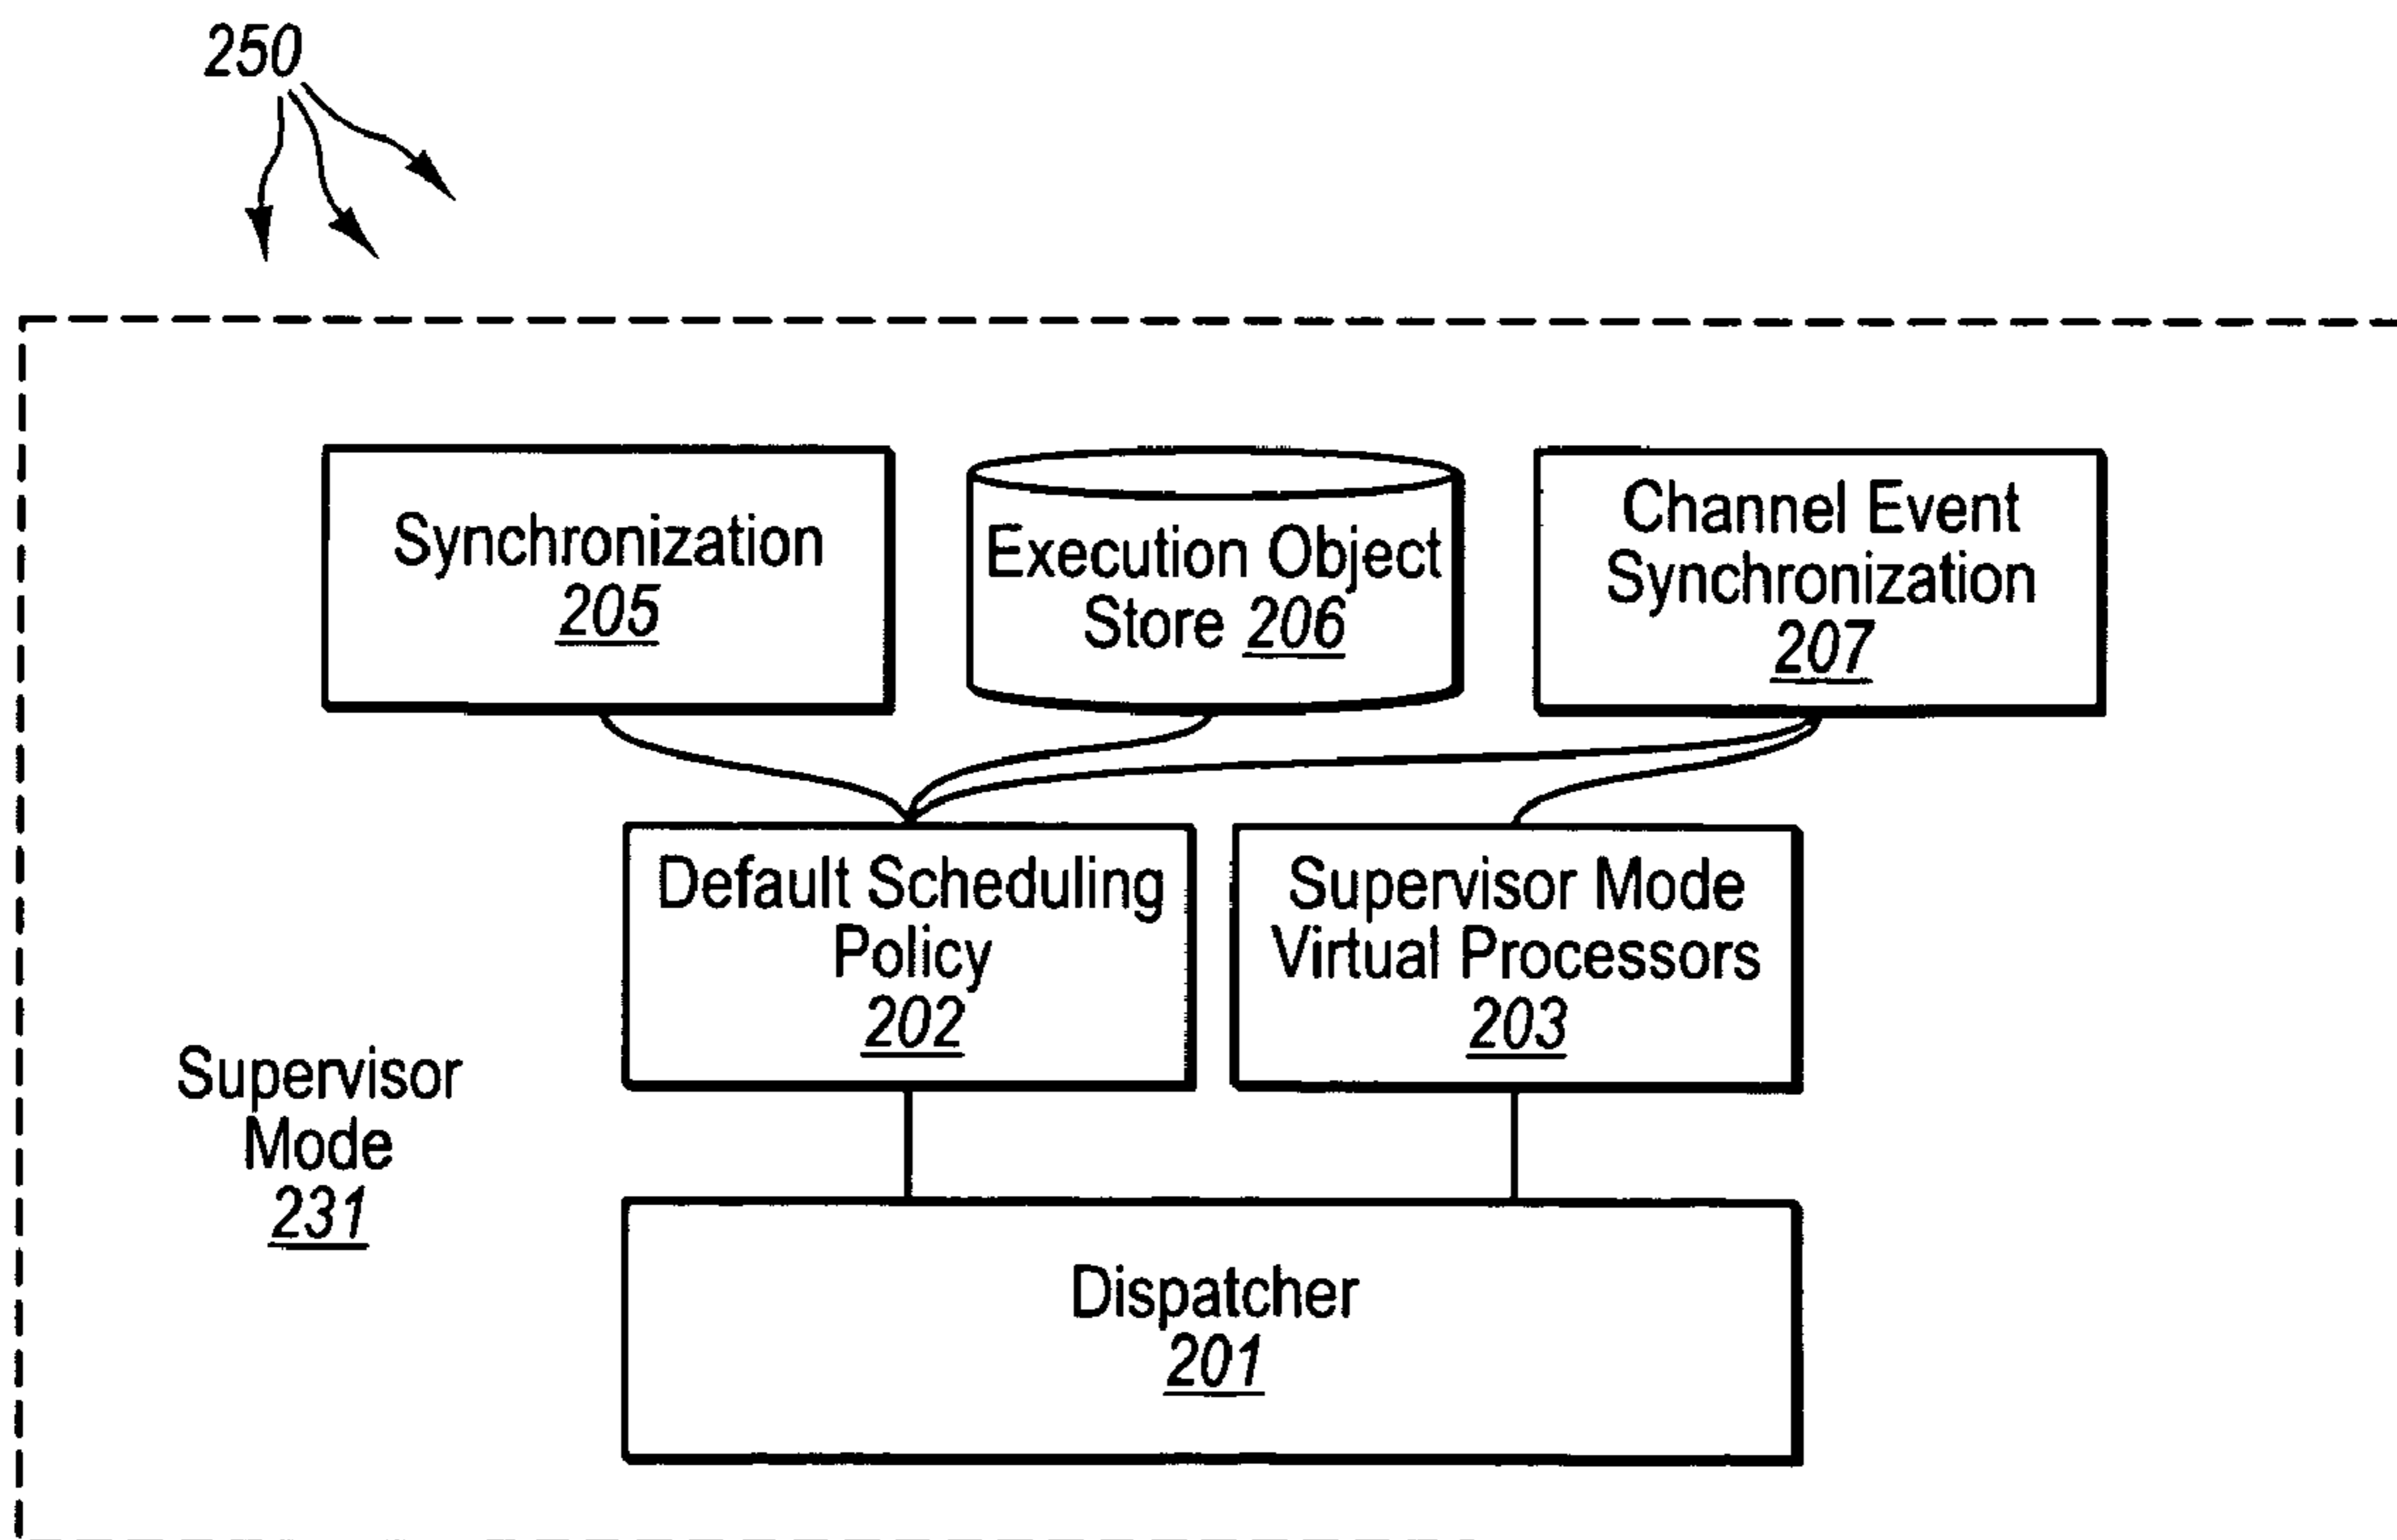 250
Synchronization
205
Execution Object
Store 206
Channel Event
Synchronization
207
Default Scheduling
Policy
202
Supervisor Mode
Virtual Processors
203
Supervisor
Mode
231
Dispatcher
201